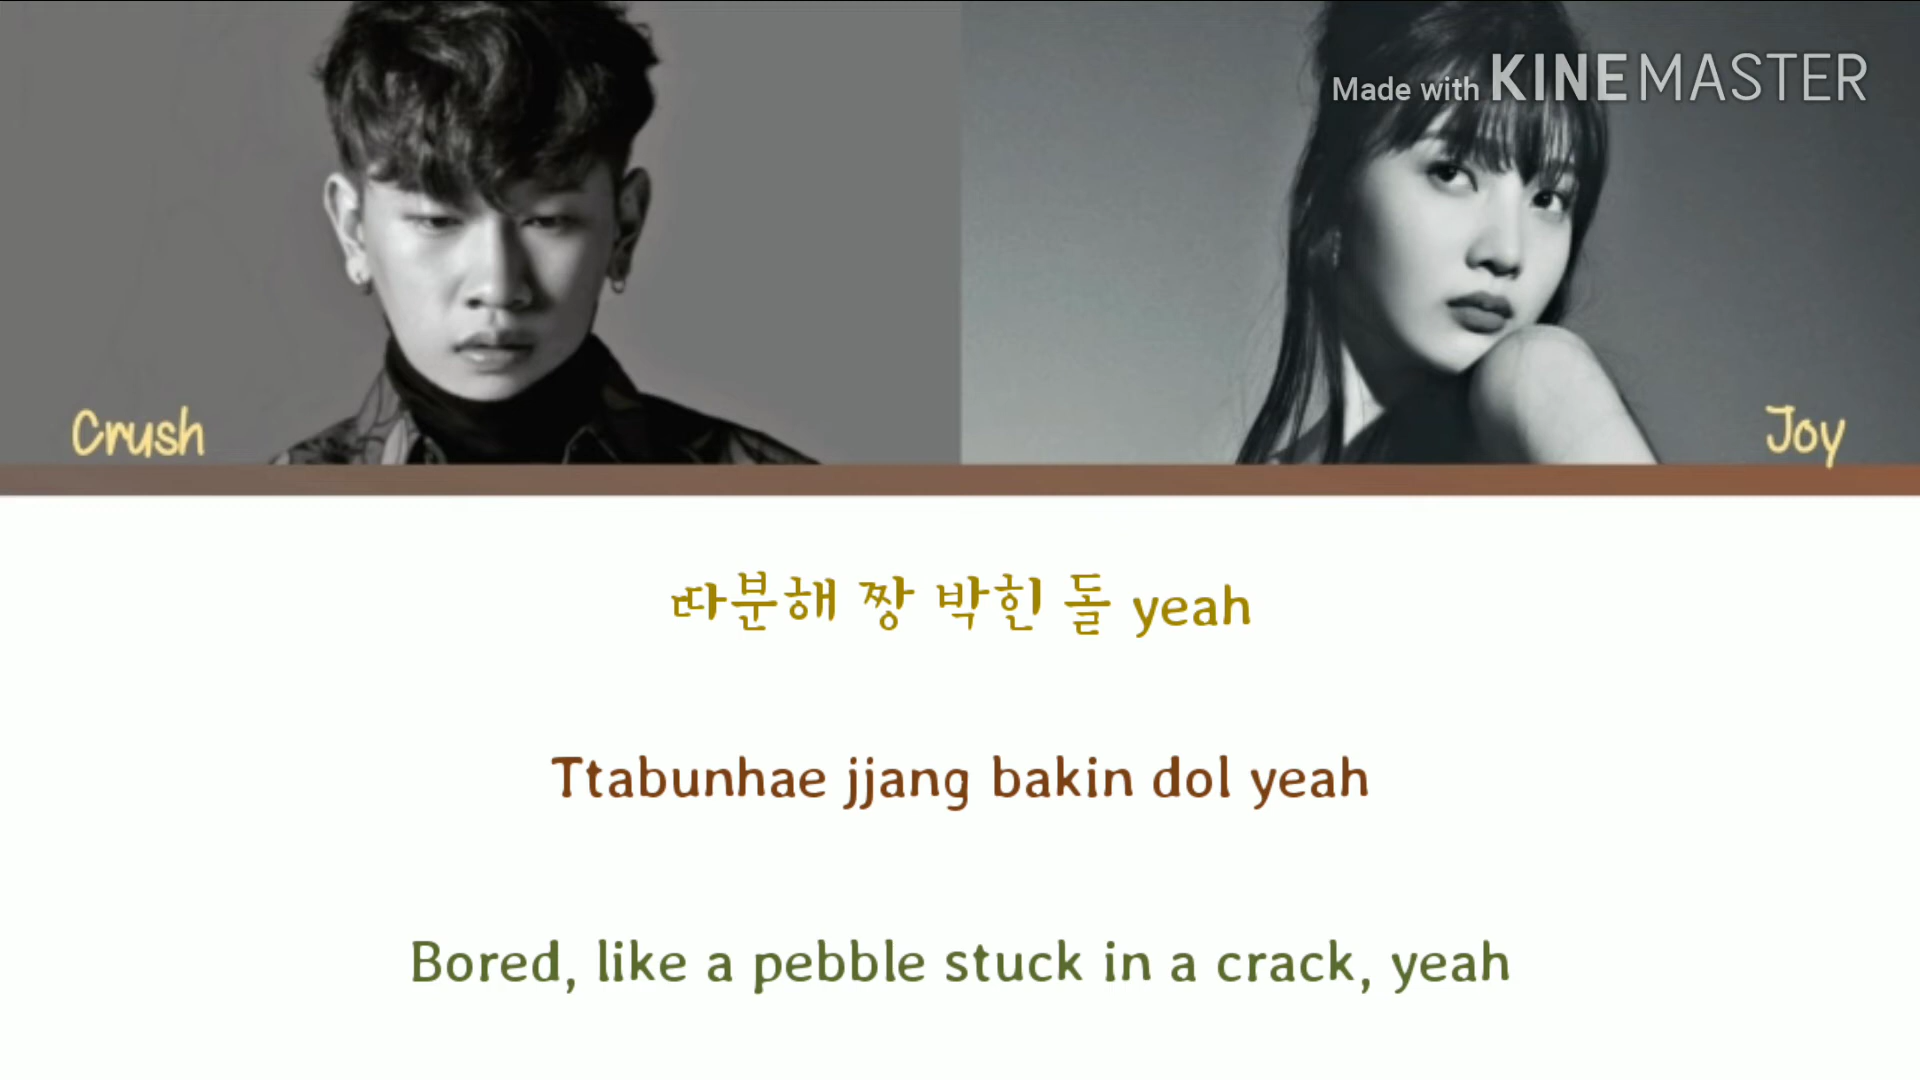 Made with KINEMASTER
Crush
Joy
따분해 짱 박힌 돌 yeah
Ttabunhae jjang bakin dol yeah
Bored, like a pebble stuck in a crack, yeah